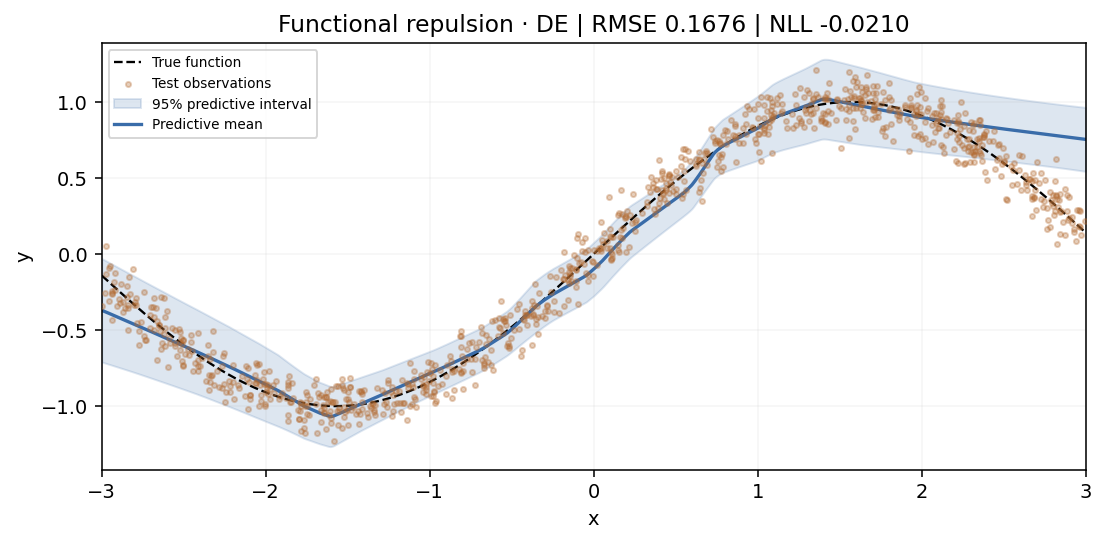 Functional repulsion · DE | RMSE 0.1676 | NLL -0.0210
True function
Test observations
95% predictive interval
Predictive mean
1.0
0.5
0.0
−0.5
−1.0
y
−3
−2
−1
0
1
2
3
x